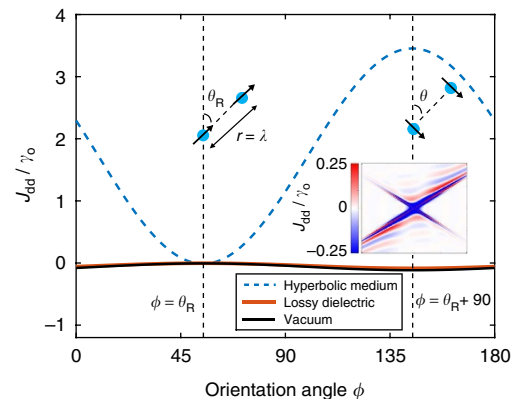 4
3
2
1
0
−1
J_dd / γ_o
θ_R
r = λ
θ
0.25
0
−0.25
J_dd / γ_o
ϕ = θ_R
ϕ = θ_R + 90
Hyperbolic medium
Lossy dielectric
Vacuum
0 45 90 135 180
Orientation angle ϕ